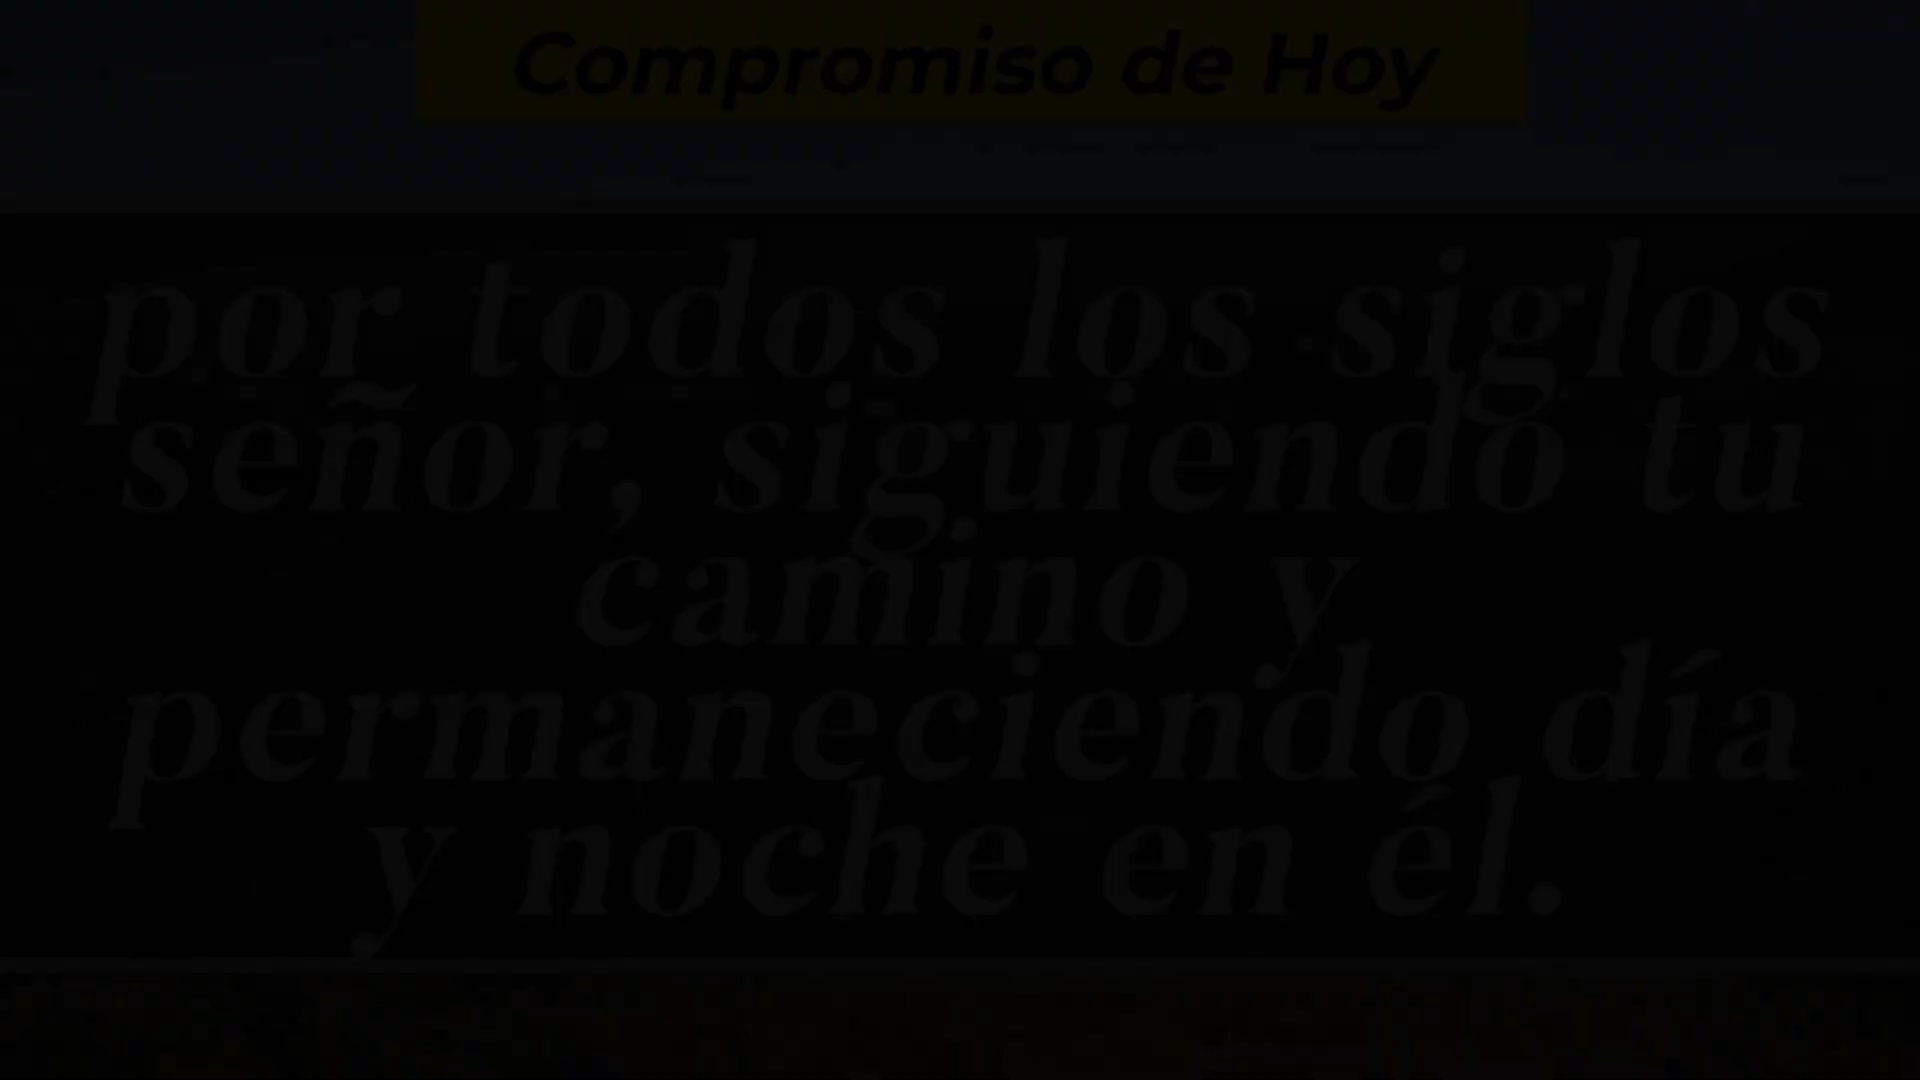 Compromiso de Hoy
por todos los siglos
señor, siguiendo tu
camino y
permaneciendo día
y noche en él.